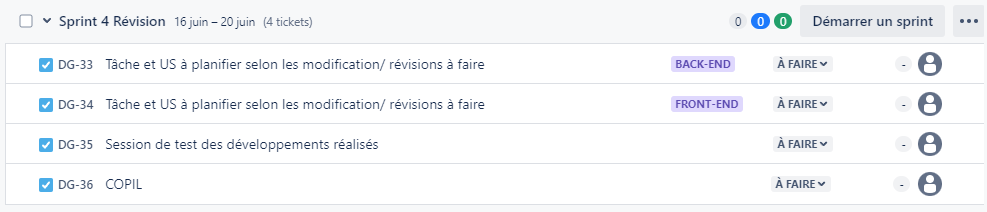 Sprint 4 Révision 16 juin – 20 juin (4 tickets) 0 0 0 Démarrer un sprint
DG-33 Tâche et US à planifier selon les modification/ révisions à faire BACK-END À FAIRE -
DG-34 Tâche et US à planifier selon les modification/ révisions à faire FRONT-END À FAIRE -
DG-35 Session de test des développements réalisés À FAIRE -
DG-36 COPIL À FAIRE -